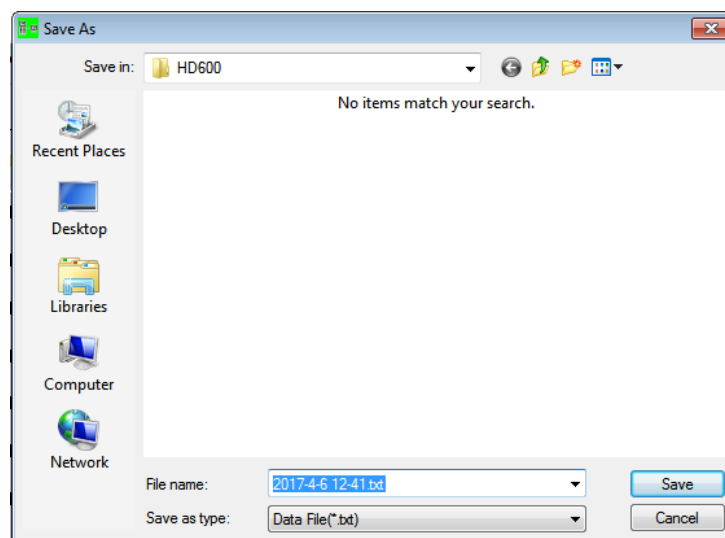 Save As
Save in:
HD600
No items match your search.
Recent Places
Desktop
Libraries
Computer
Network
File name:
2017-4-6 12-41.txt
Save
Save as type:
Data File(*.txt)
Cancel